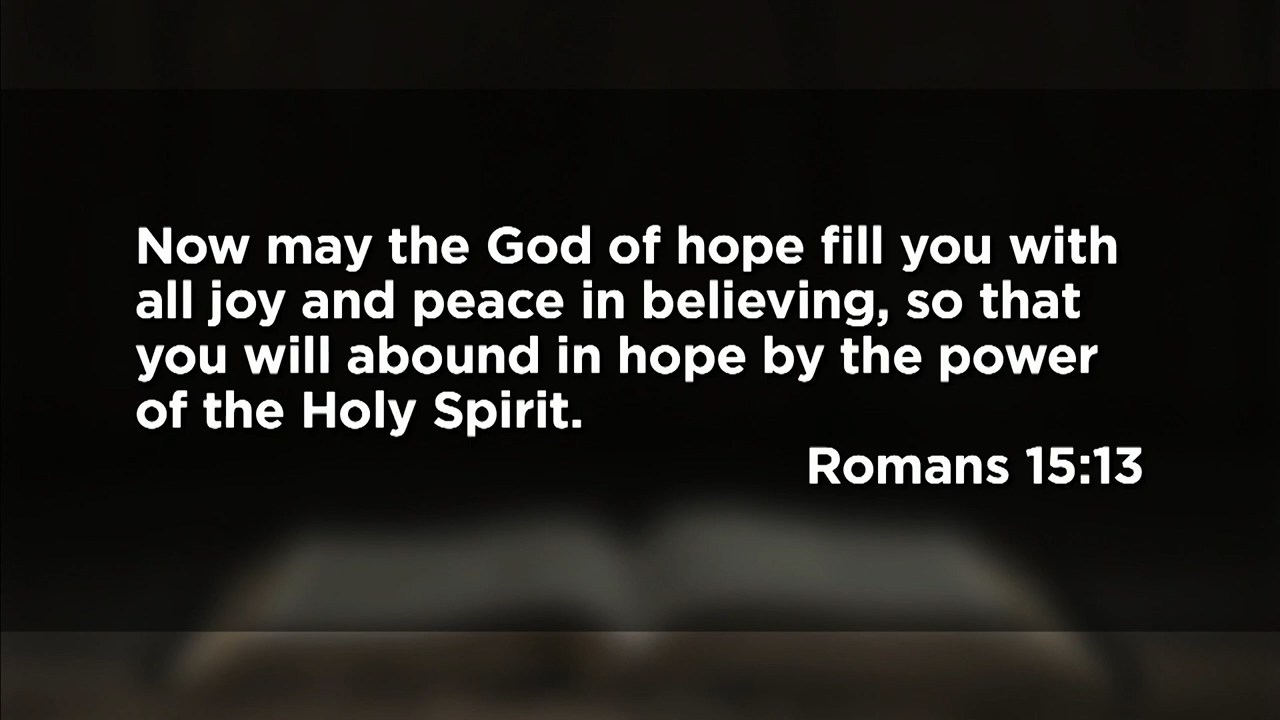 Now may the God of hope fill you with
all joy and peace in believing, so that
you will abound in hope by the power
of the Holy Spirit.
Romans 15:13